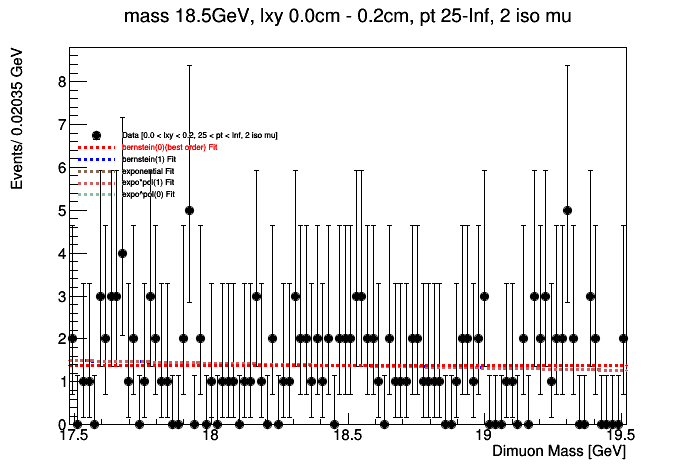 mass 18.5GeV, lxy 0.0cm - 0.2cm, pt 25-Inf, 2 iso mu
Events/ 0.02035 GeV
8
7
6
5
4
3
2
1
0
Data [0.0 < lxy < 0.2, 25 < pt < Inf, 2 iso mu]
bernstein(0)(best order) Fit
bernstein(1) Fit
exponential Fit
expo*pol(1) Fit
expo*pol(0) Fit
17.5 18 18.5 19 19.5
Dimuon Mass [GeV]